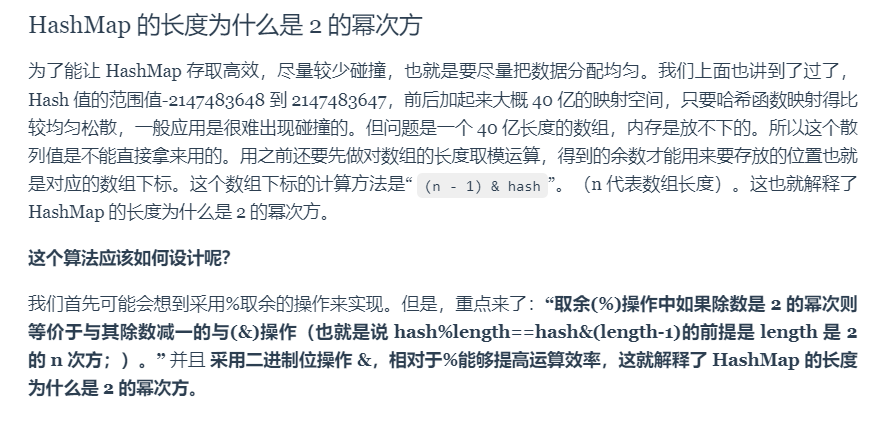 HashMap 的长度为什么是 2 的幂次方
为了能让 HashMap 存取高效，尽量较少碰撞，也就是要尽量把数据分配均匀。我们上面也讲到了过了，
Hash 值的范围值-2147483648 到 2147483647，前后加起来大概 40 亿的映射空间，只要哈希函数映射得比
较均匀松散，一般应用是很难出现碰撞的。但问题是一个 40 亿长度的数组，内存是放不下的。所以这个散
列值是不能直接拿来用的。用之前还要先做对数组的长度取模运算，得到的余数才能用来要存放的位置也就
是对应的数组下标。这个数组下标的计算方法是“ (n - 1) & hash”。（n 代表数组长度）。这也就解释了
HashMap 的长度为什么是 2 的幂次方。
这个算法应该如何设计呢？
我们首先可能会想到采用%取余的操作来实现。但是，重点来了：“取余(%)操作中如果除数是 2 的幂次则
等价于与其除数减一的与(&)操作（也就是说 hash%length==hash&(length-1)的前提是 length 是 2
的 n 次方；）。” 并且 采用二进制位操作 &，相对于%能够提高运算效率，这就解释了 HashMap 的长度
为什么是 2 的幂次方。